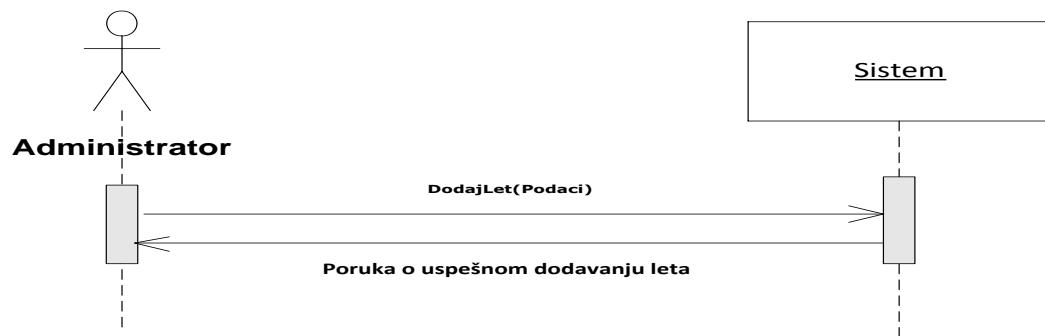 Sistem
Administrator
DodajLet(Podaci)
Poruka o uspešnom dodavanju leta